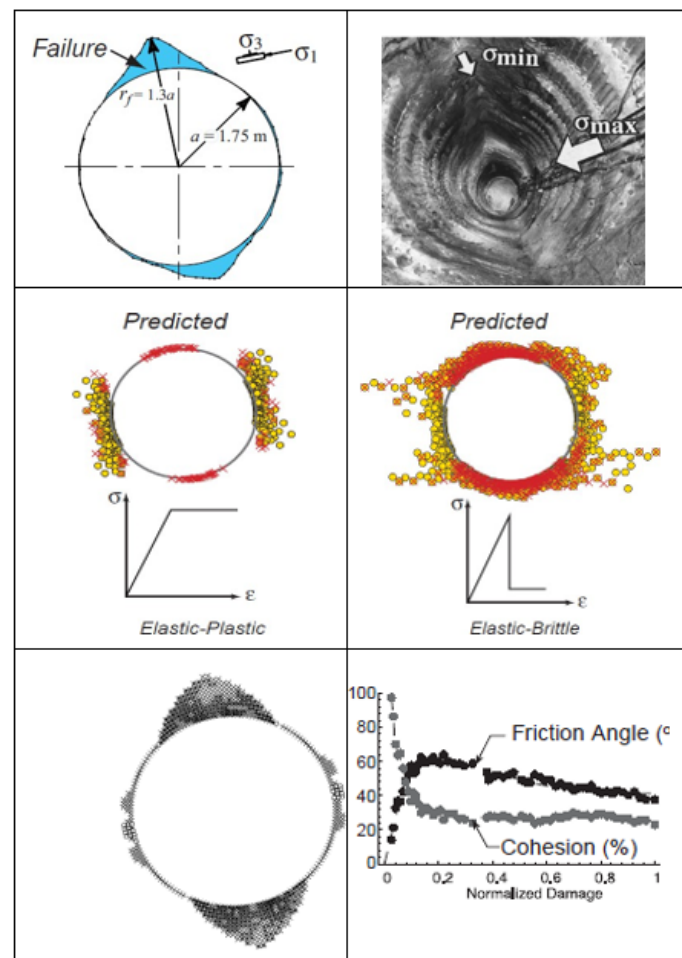 Failure
σ3
σ1
rf = 1.3a
a = 1.75 m
σmin
σmax
Predicted
σ
ε
Elastic-Plastic
Predicted
σ
ε
Elastic-Brittle
100
80
60
40
20
0
Friction Angle (º
Cohesion (%)
0 0.2 0.4 0.6 0.8 1
Normalized Damage